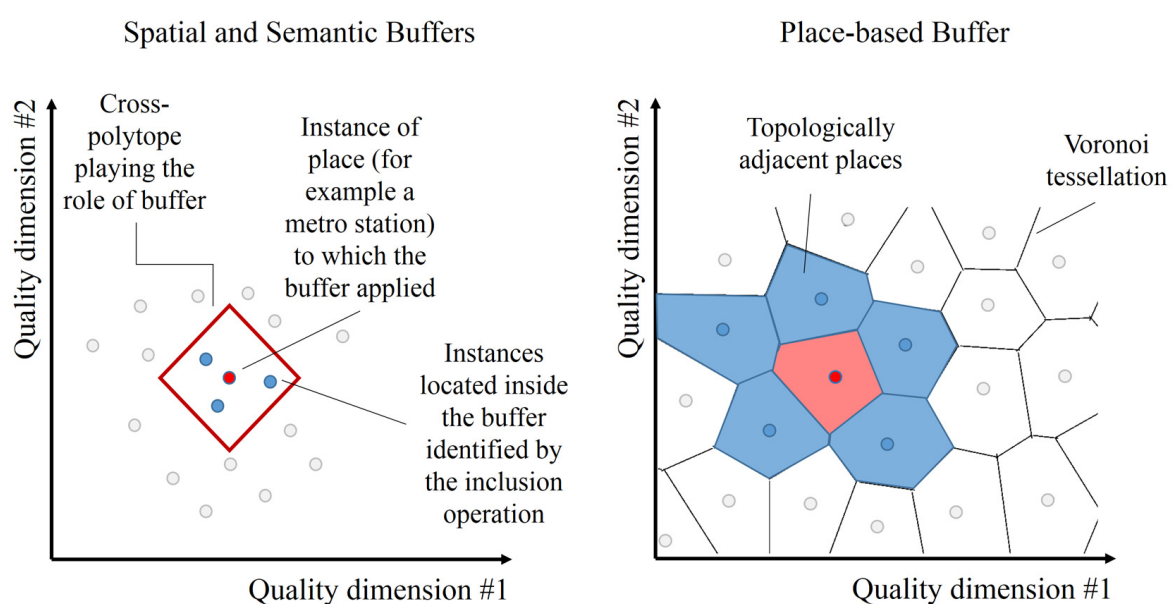 Spatial and Semantic Buffers
Quality dimension #2
Cross-
polytope
playing the
role of buffer
Instance of
place (for
example a
metro station)
to which the
buffer applied
Instances
located inside
the buffer
identified by
the inclusion
operation
Quality dimension #1
Place-based Buffer
Quality dimension #2
Topologically
adjacent places
Voronoi
tessellation
Quality dimension #1